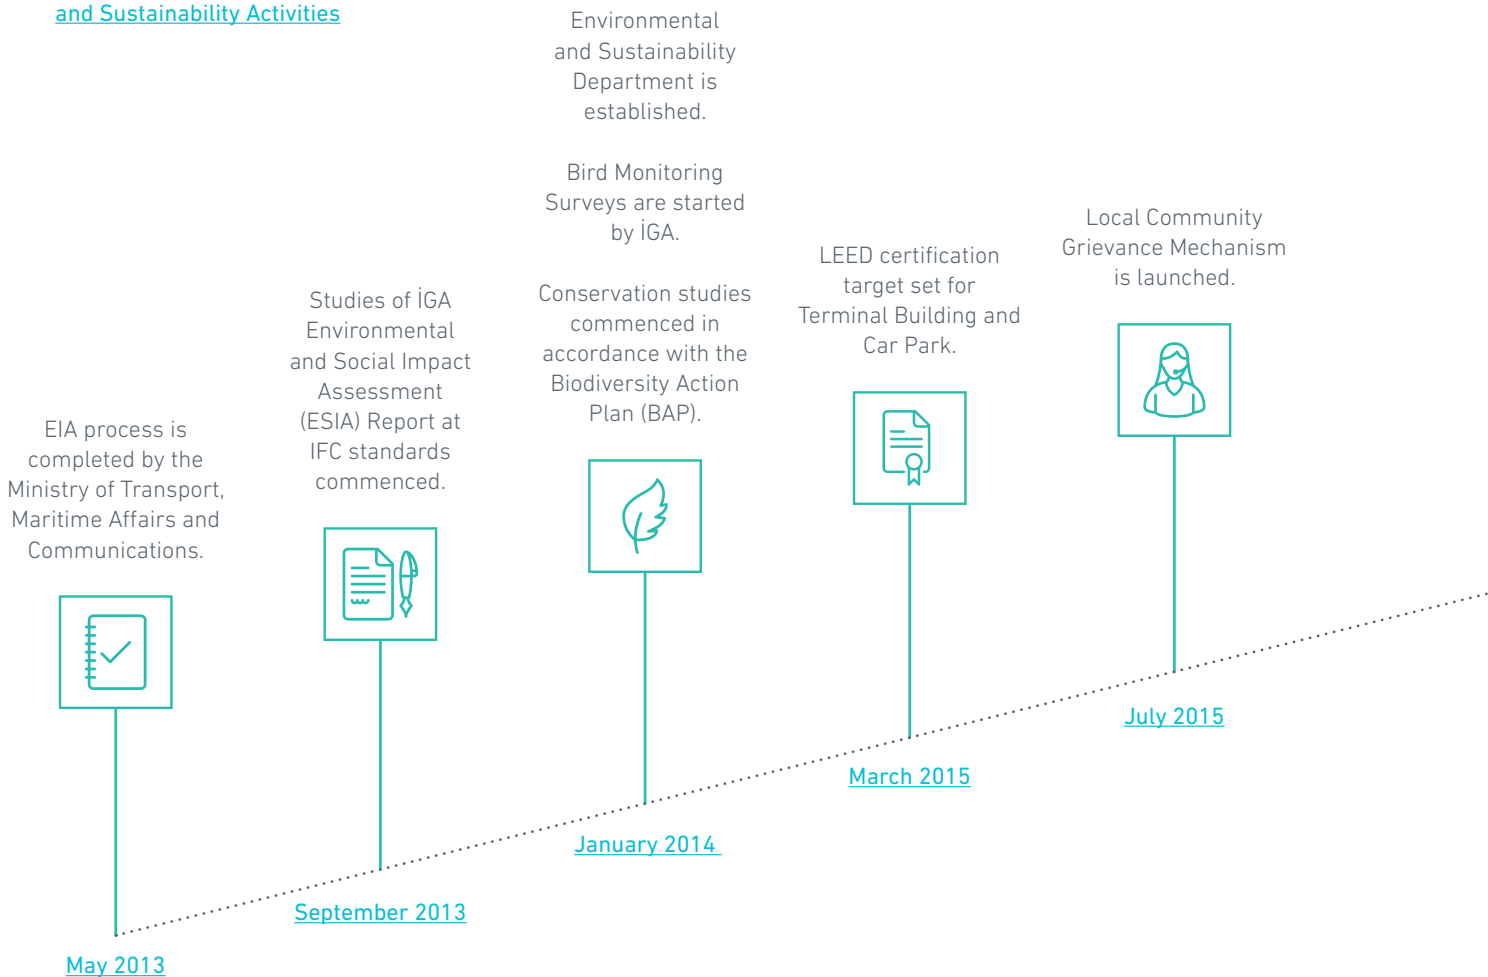 and Sustainability Activities
EIA process is
completed by the
Ministry of Transport,
Maritime Affairs and
Communications.
May 2013
Studies of İGA
Environmental
and Social Impact
Assessment
(ESIA) Report at
IFC standards
commenced.
September 2013
Environmental
and Sustainability
Department is
established.
Bird Monitoring
Surveys are started
by İGA.
Conservation studies
commenced in
accordance with the
Biodiversity Action
Plan (BAP).
January 2014
LEED certification
target set for
Terminal Building and
Car Park.
March 2015
Local Community
Grievance Mechanism
is launched.
July 2015